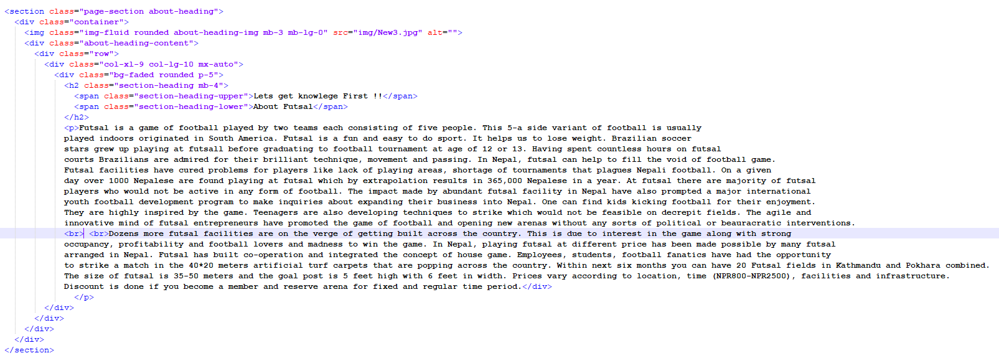 <section class="page-section about-heading">
<div class="container">
<img class="img-fluid rounded about-heading-img mb-3 mb-lg-0" src="img/New3.jpg" alt="">
<div class="about-heading-content">
<div class="row">
<div class="col-xl-9 col-lg-10 mx-auto">
<div class="bg-faded rounded p-5">
<h2 class="section-heading mb-4">
<span class="section-heading-upper">Lets get knowlege First !!</span>
<span class="section-heading-lower">About Futsal</span>
</h2>
<p>Futsal is a game of football played by two teams each consisting of five people. This 5-a side variant of football is usually
played indoors originated in South America. Futsal is a fun and easy to do sport. It helps us to lose weight. Brazilian soccer
stars grew up playing at futsall before graduating to football tournament at age of 12 or 13. Having spent countless hours on futsal
courts Brazilians are admired for their brilliant technique, movement and passing. In Nepal, futsal can help to fill the void of football game.
Futsal facilities have cured problems for players like lack of playing areas, shortage of tournaments that plagues Nepali football. On a given
day over 1000 Nepalese are found playing at futsal which by extrapolation results in 365,000 Nepalese in a year. At futsal there are majority of futsal
players who would not be active in any form of football. The impact made by abundant futsal facility in Nepal have also prompted a major international
youth football development program to make inquiries about expanding their business into Nepal. One can find kids kicking football for their enjoyment.
They are highly inspired by the game. Teenagers are also developing techniques to strike which would not be feasible on decrepit fields. The agile and
innovative mind of futsal entrepreneurs have promoted the game of football and opening new arenas without any sorts of political or beauracratic interventions.
<br> <br>Dozens more futsal facilities are on the verge of getting built across the country. This is due to interest in the game along with strong
occupancy, profitability and football lovers and madness to win the game. In Nepal, playing futsal at different price has been made possible by many futsal
arranged in Nepal. Futsal has built co-operation and integrated the concept of house game. Employees, students, football fanatics have had the opportunity
to strike a match in the 40*20 meters artificial turf carpets that are popping across the country. Within next six months you can have 20 Futsal fields in Kathmandu and Pokhara combined.
The size of futsal is 35-50 meters and the goal post is 5 feet high with 6 feet in width. Prices vary according to location, time (NPR800-NPR2500), facilities and infrastructure.
Discount is done if you become a member and reserve arena for fixed and regular time period.</div>
</p>
</div>
</div>
</div>
</div>
</section>